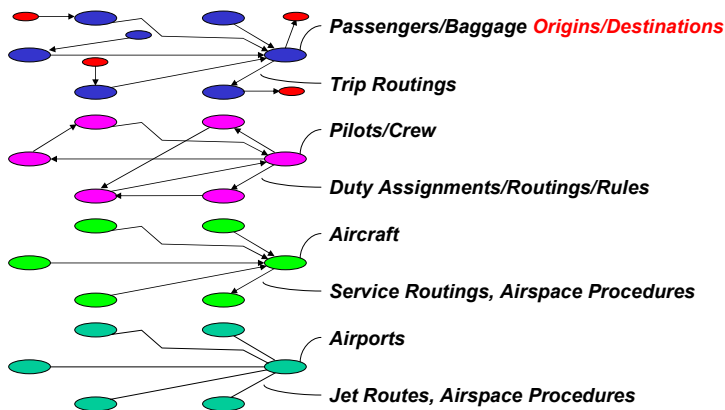 Passengers/Baggage Origins/Destinations
Trip Routings
Pilots/Crew
Duty Assignments/Routings/Rules
Aircraft
Service Routings, Airspace Procedures
Airports
Jet Routes, Airspace Procedures